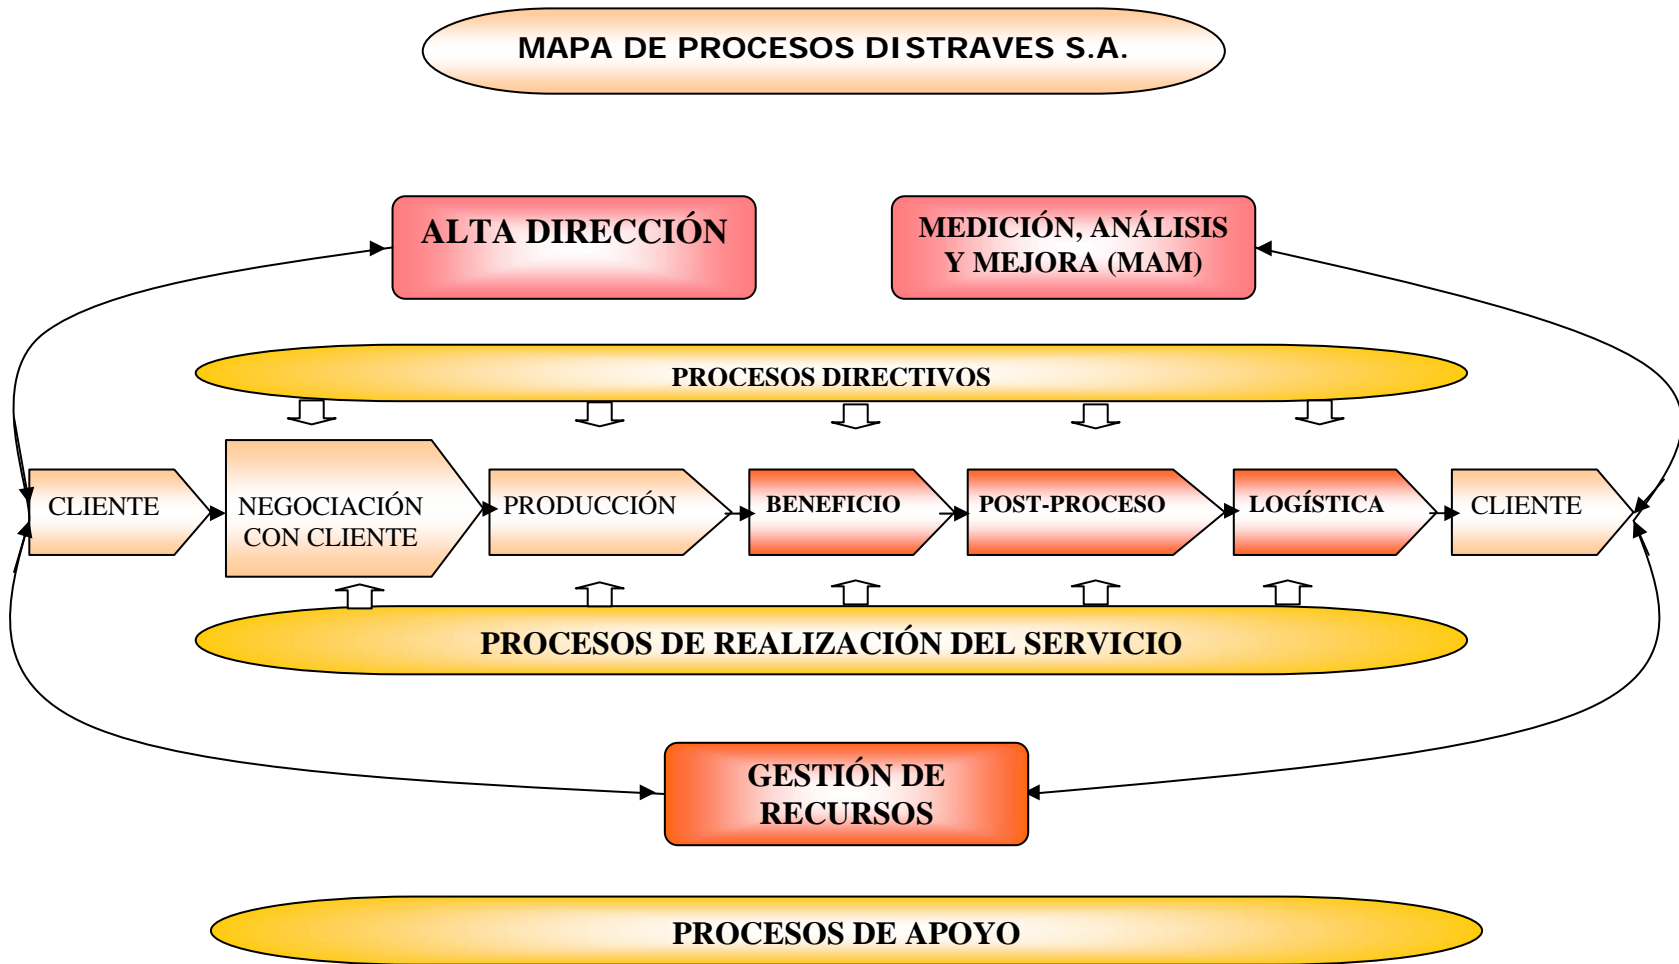 MAPA DE PROCESOS DISTRAVES S.A.
ALTA DIRECCIÓN
MEDICIÓN, ANÁLISIS
Y MEJORA (MAM)
PROCESOS DIRECTIVOS
CLIENTE
NEGOCIACIÓN
CON CLIENTE
PRODUCCIÓN
BENEFICIO
POST-PROCESO
LOGÍSTICA
CLIENTE
PROCESOS DE REALIZACIÓN DEL SERVICIO
GESTIÓN DE
RECURSOS
PROCESOS DE APOYO